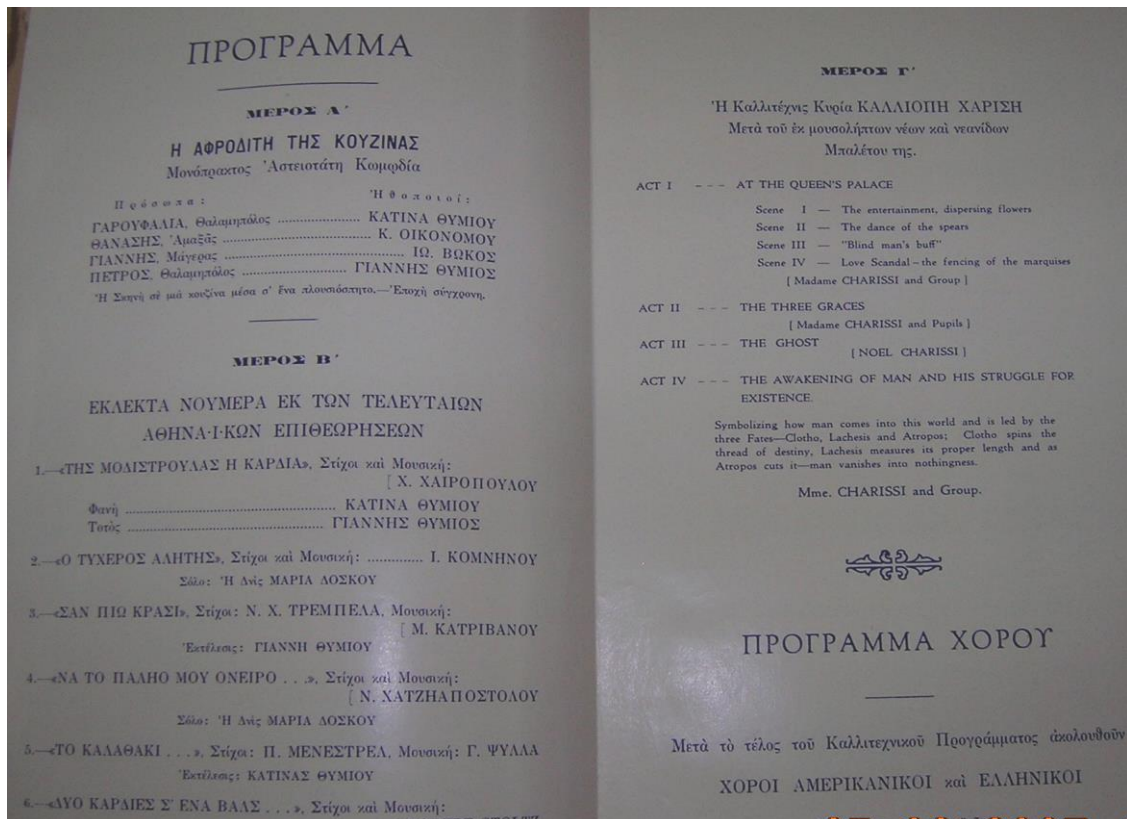 ΠΡΟΓΡΑΜΜΑ
ΜΕΡΟΣ Α'
Η ΑΦΡΟΔΙΤΗ ΤΗΣ ΚΟΥΖΙΝΑΣ
Μονόπρακτος Ἀστειοτάτη Κωμῳδία
Πρόσωπα: Ἠθοποιοί:
ΓΑΡΟΥΦΑΛΙΑ, Θαλαμηπόλος ..................... ΚΑΤΙΝΑ ΘΥΜΙΟΥ
ΘΑΝΑΣΗΣ, Ἁμαξᾶς ..................... Κ. ΟΙΚΟΝΟΜΟΥ
ΓΙΑΝΝΗΣ, Μάγερας ..................... ΙΩ. ΒΩΚΟΣ
ΠΕΤΡΟΣ, Θαλαμηπόλος ..................... ΓΙΑΝΝΗΣ ΘΥΜΙΟΣ
Ἡ Σκηνὴ σὲ μιὰ κουζίνα μέσα σ' ἕνα πλουσιόσπητο.—Ἐποχὴ σύγχρονη.
ΜΕΡΟΣ Β'
ΕΚΛΕΚΤΑ ΝΟΥΜΕΡΑ ΕΚ ΤΩΝ ΤΕΛΕΥΤΑΙΩΝ
ΑΘΗΝΑ·Ι·ΚΩΝ ΕΠΙΘΕΩΡΗΣΕΩΝ
1.—«ΤΗΣ ΜΟΔΙΣΤΡΟΥΛΑΣ Η ΚΑΡΔΙΑ», Στίχοι καὶ Μουσική:
[ Χ. ΧΑΙΡΟΠΟΥΛΟΥ
Φανὴ ..................... ΚΑΤΙΝΑ ΘΥΜΙΟΥ
Τοτὸς ..................... ΓΙΑΝΝΗΣ ΘΥΜΙΟΣ
2.—«Ο ΤΥΧΕΡΟΣ ΑΛΗΤΗΣ», Στίχοι καὶ Μουσική: ............. Ι. ΚΟΜΝΗΝΟΥ
Σόλο: Ἡ Δνὶς ΜΑΡΙΑ ΛΟΣΚΟΥ
3.—«ΣΑΝ ΠΙΩ ΚΡΑΣΙ», Στίχοι: Ν. Χ. ΤΡΕΜΠΕΛΑ, Μουσική:
[ Μ. ΚΑΤΡΙΒΑΝΟΥ
Ἐκτέλεσις: ΓΙΑΝΝΗ ΘΥΜΙΟΥ
4.—«ΝΑ ΤΟ ΠΑΛΗΟ ΜΟΥ ΟΝΕΙΡΟ . . .», Στίχοι καὶ Μουσική:
[ Ν. ΧΑΤΖΗΑΠΟΣΤΟΛΟΥ
Σόλο: Ἡ Δνὶς ΜΑΡΙΑ ΛΟΣΚΟΥ
5.—«ΤΟ ΚΑΛΑΘΑΚΙ . . .», Στίχοι: Π. ΜΕΝΕΣΤΡΕΛ, Μουσική: Γ. ΨΥΛΛΑ
Ἐκτέλεσις: ΚΑΤΙΝΑΣ ΘΥΜΙΟΥ
6.—«ΔΥΟ ΚΑΡΔΙΕΣ Σ' ΕΝΑ ΒΑΛΣ . . .», Στίχοι καὶ Μουσική:
ΜΕΡΟΣ Γ'
Ἡ Καλλιτέχνις Κυρία ΚΑΛΛΙΟΠΗ ΧΑΡΙΣΗ
Μετὰ τοῦ ἐκ μουσολήπτων νέων καὶ νεανίδων
Μπαλέτου της.
ACT I - - - AT THE QUEEN'S PALACE
Scene I — The entertainment, dispersing flowers
Scene II — The dance of the spears
Scene III — "Blind man's buff"
Scene IV — Love Scandal – the fencing of the marquises
[ Madame CHARISSI and Group ]
ACT II - - - THE THREE GRACES
[ Madame CHARISSI and Pupils ]
ACT III - - - THE GHOST
[ NOEL CHARISSI ]
ACT IV - - - THE AWAKENING OF MAN AND HIS STRUGGLE FOR
EXISTENCE.
Symbolizing how man comes into this world and is led by the
three Fates—Clotho, Lachesis and Atropos; Clotho spins the
thread of destiny, Lachesis measures its proper length and as
Atropos cuts it—man vanishes into nothingness.
Mme. CHARISSI and Group.
ΠΡΟΓΡΑΜΜΑ ΧΟΡΟΥ
Μετὰ τὸ τέλος τοῦ Καλλιτεχνικοῦ Προγράμματος ἀκολουθοῦν
ΧΟΡΟΙ ΑΜΕΡΙΚΑΝΙΚΟΙ καὶ ΕΛΛΗΝΙΚΟΙ